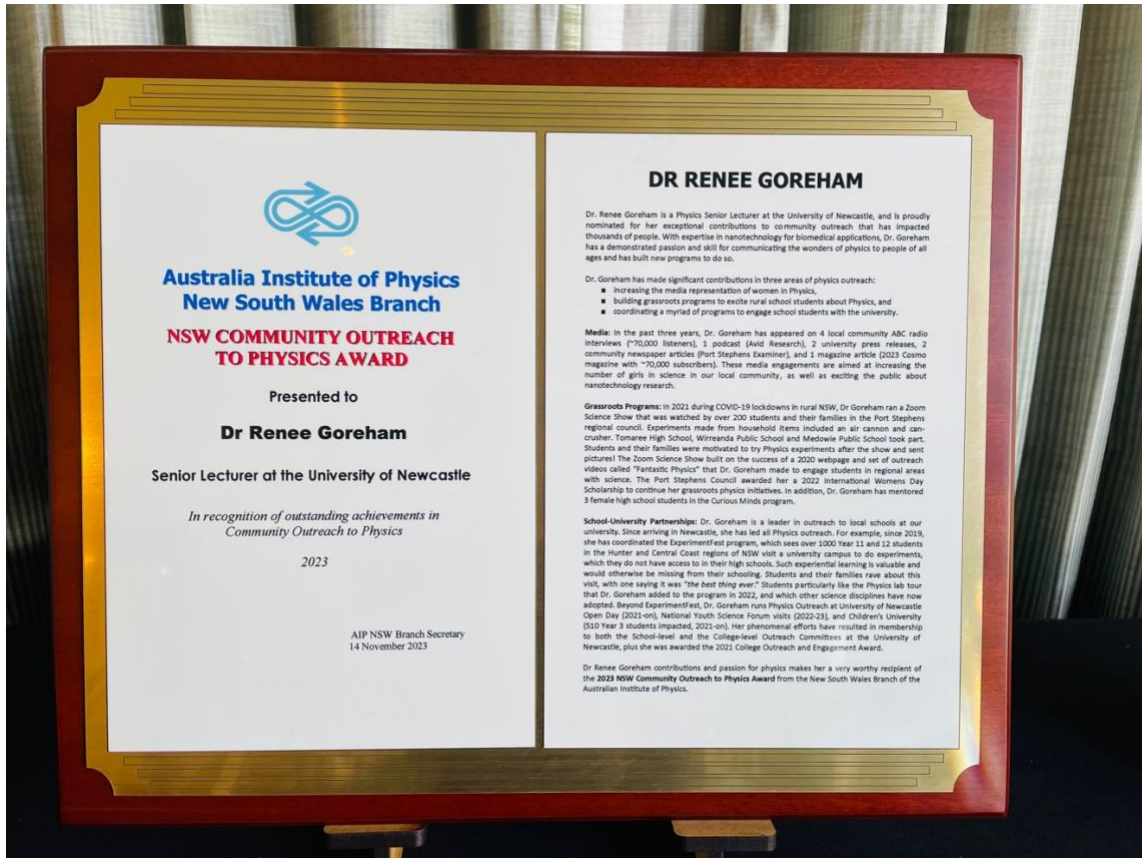 Australia Institute of Physics
New South Wales Branch
NSW COMMUNITY OUTREACH
TO PHYSICS AWARD
Presented to
Dr Renee Goreham
Senior Lecturer at the University of Newcastle
In recognition of outstanding achievements in
Community Outreach to Physics
2023
AIP NSW Branch Secretary
14 November 2023
DR RENEE GOREHAM
Dr. Renee Goreham is a Physics Senior Lecturer at the University of Newcastle, and is proudly
nominated for her exceptional contributions to community outreach that has impacted
thousands of people. With expertise in nanotechnology for biomedical applications, Dr. Goreham
has a demonstrated passion and skill for communicating the wonders of physics to people of all
ages and has built new programs to do so.
Dr. Goreham has made significant contributions in three areas of physics outreach:
▪ increasing the media representation of women in Physics,
▪ building grassroots programs to excite rural school students about Physics, and
▪ coordinating a myriad of programs to engage school students with the university.
Media: In the past three years, Dr. Goreham has appeared on 4 local community ABC radio
interviews (~70,000 listeners), 1 podcast (Avid Research), 2 university press releases, 2
community newspaper articles (Port Stephens Examiner), and 1 magazine article (2023 Cosmo
magazine with ~70,000 subscribers). These media engagements are aimed at increasing the
number of girls in science in our local community, as well as exciting the public about
nanotechnology research.
Grassroots Programs: In 2021 during COVID-19 lockdowns in rural NSW, Dr Goreham ran a Zoom
Science Show that was watched by over 200 students and their families in the Port Stephens
regional council. Experiments made from household items included an air cannon and can-
crusher. Tomaree High School, Wirreanda Public School and Medowie Public School took part.
Students and their families were motivated to try Physics experiments after the show and sent
pictures! The Zoom Science Show built on the success of a 2020 webpage and set of outreach
videos called "Fantastic Physics" that Dr. Goreham made to engage students in regional areas
with science. The Port Stephens Council awarded her a 2022 International Womens Day
Scholarship to continue her grassroots physics initiatives. In addition, Dr. Goreham has mentored
3 female high school students in the Curious Minds program.
School-University Partnerships: Dr. Goreham is a leader in outreach to local schools at our
university. Since arriving in Newcastle, she has led all Physics outreach. For example, since 2019,
she has coordinated the ExperimentFest program, which sees over 1000 Year 11 and 12 students
in the Hunter and Central Coast regions of NSW visit a university campus to do experiments,
which they do not have access to in their high schools. Such experiential learning is valuable and
would otherwise be missing from their schooling. Students and their families rave about this
visit, with one saying it was "the best thing ever." Students particularly like the Physics lab tour
that Dr. Goreham added to the program in 2022, and which other science disciplines have now
adopted. Beyond ExperimentFest, Dr. Goreham runs Physics Outreach at University of Newcastle
Open Day (2021-on), National Youth Science Forum visits (2022-23), and Children's University
(510 Year 3 students impacted, 2021-on). Her phenomenal efforts have resulted in membership
to both the School-level and the College-level Outreach Committees at the University of
Newcastle, plus she was awarded the 2021 College Outreach and Engagement Award.
Dr Renee Goreham contributions and passion for physics makes her a very worthy recipient of
the 2023 NSW Community Outreach to Physics Award from the New South Wales Branch of the
Australian Institute of Physics.